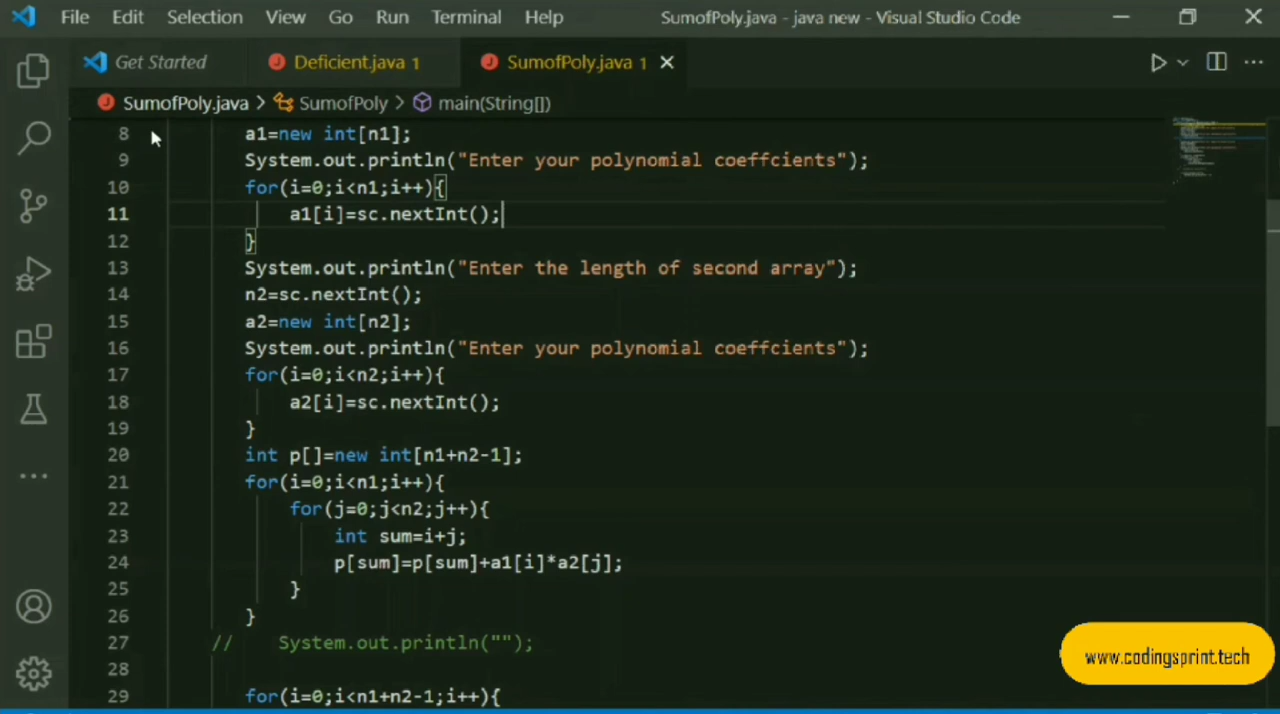 File Edit Selection View Go Run Terminal Help SumofPoly.java - java new - Visual Studio Code
Get Started Deficient.java 1 SumofPoly.java 1
SumofPoly.java > SumofPoly > main(String[])
8 a1=new int[n1];
9 System.out.println("Enter your polynomial coeffcients");
10 for(i=0;i<n1;i++){
11 a1[i]=sc.nextInt();
12 }
13 System.out.println("Enter the length of second array");
14 n2=sc.nextInt();
15 a2=new int[n2];
16 System.out.println("Enter your polynomial coeffcients");
17 for(i=0;i<n2;i++){
18 a2[i]=sc.nextInt();
19 }
20 int p[]=new int[n1+n2-1];
21 for(i=0;i<n1;i++){
22 for(j=0;j<n2;j++){
23 int sum=i+j;
24 p[sum]=p[sum]+a1[i]*a2[j];
25 }
26 }
27 // System.out.println("");
28
29 for(i=0;i<n1+n2-1;i++){
www.codingsprint.tech